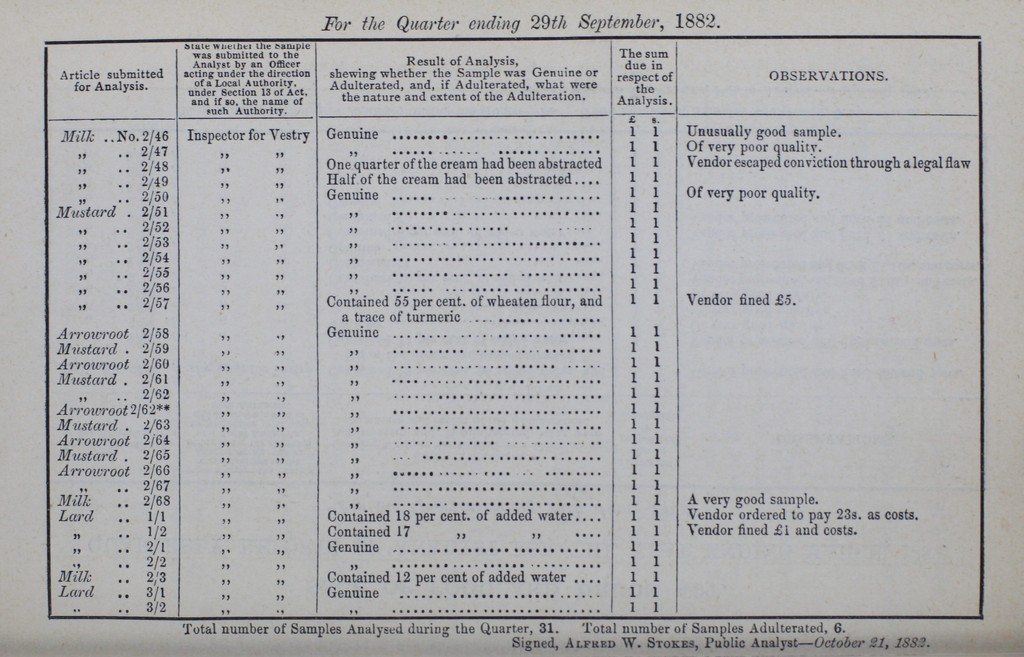 For the Quarter ending 29th September, 1882.
Article submitted for Analysis. | State whether the Sample was submitted to the Analyst by an Officer acting under the direction of a Local Authority, under Section 13 of Act, and if so, the name of such Authority. | Result of Analysis, shewing whether the Sample was Genuine or Adulterated, and, if Adulterated, what were the nature and extent of the Adulteration. | The sum due in respect of the Analysis. | OBSERVATIONS.
£ s.
Milk .. No. 2/46 Inspector for Vestry Genuine 1 1 Unusually good sample.
„ .. 2/47 „ „ „ 1 1 Of very poor quality.
„ .. 2/48 „ „ One quarter of the cream had been abstracted 1 1 Vendor escaped conviction through a legal flaw
„ .. 2/49 „ „ Half of the cream had been abstracted.... 1 1
„ .. 2/50 „ „ Genuine 1 1 Of very poor quality.
Mustard . 2/51 „ „ „ 1 1
„ .. 2/52 „ „ „ 1 1
„ .. 2/53 „ „ „ 1 1
„ .. 2/54 „ „ „ 1 1
„ .. 2/55 „ „ „ 1 1
„ .. 2/56 „ „ „ 1 1
„ .. 2/57 „ „ Contained 55 per cent. of wheaten flour, and 1 1 Vendor fined £5.
a trace of turmeric
Arrowroot 2/58 „ „ Genuine 1 1
Mustard . 2/59 „ „ „ 1 1
Arrowroot 2/60 „ „ „ 1 1
Mustard . 2/61 „ „ „ 1 1
„ .. 2/62 „ „ „ 1 1
Arrowroot 2/62** „ „ „ 1 1
Mustard . 2/63 „ „ „ 1 1
Arrowroot 2/64 „ „ „ 1 1
Mustard . 2/65 „ „ „ 1 1
Arrowroot 2/66 „ „ „ 1 1
„ .. 2/67 „ „ „ 1 1
Milk .. 2/68 „ „ „ 1 1 A very good sample.
Lard .. 1/1 „ „ Contained 18 per cent. of added water.... 1 1 Vendor ordered to pay 23s. as costs.
„ .. 1/2 „ „ Contained 17 „ „ .... 1 1 Vendor fined £1 and costs.
„ .. 2/1 „ „ Genuine 1 1
„ .. 2/2 „ „ „ 1 1
Milk .. 2/3 „ „ Contained 12 per cent of added water .... 1 1
Lard .. 3/1 „ „ Genuine 1 1
„ .. 3/2 „ „ „ 1 1
Total number of Samples Analysed during the Quarter, 31. Total number of Samples Adulterated, 6.
Signed, ALFRED W. STOKES, Public Analyst—October 21, 1882.